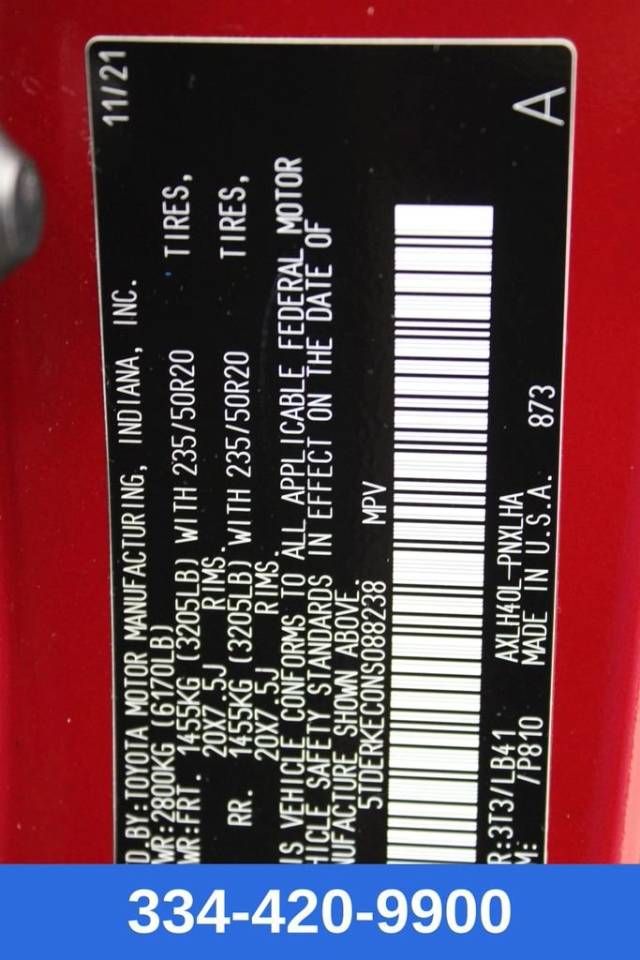 D.BY:TOYOTA MOTOR MANUFACTURING, INDIANA, INC. 11/21
WR:2800KG (6170LB)
WR:FRT. 1455KG (3205LB) WITH 235/50R20 TIRES,
20X7.5J RIMS.
RR. 1455KG (3205LB) WITH 235/50R20 TIRES,
20X7.5J RIMS.
IS VEHICLE CONFORMS TO ALL APPLICABLE FEDERAL MOTOR
HICLE SAFETY STANDARDS IN EFFECT ON THE DATE OF
NUFACTURE SHOWN ABOVE.
5TDERKEC0NS088238 MPV
R:3T3/LB41 AXLH40L-PNXLHA A
M: /P810 MADE IN U.S.A. 873
334-420-9900